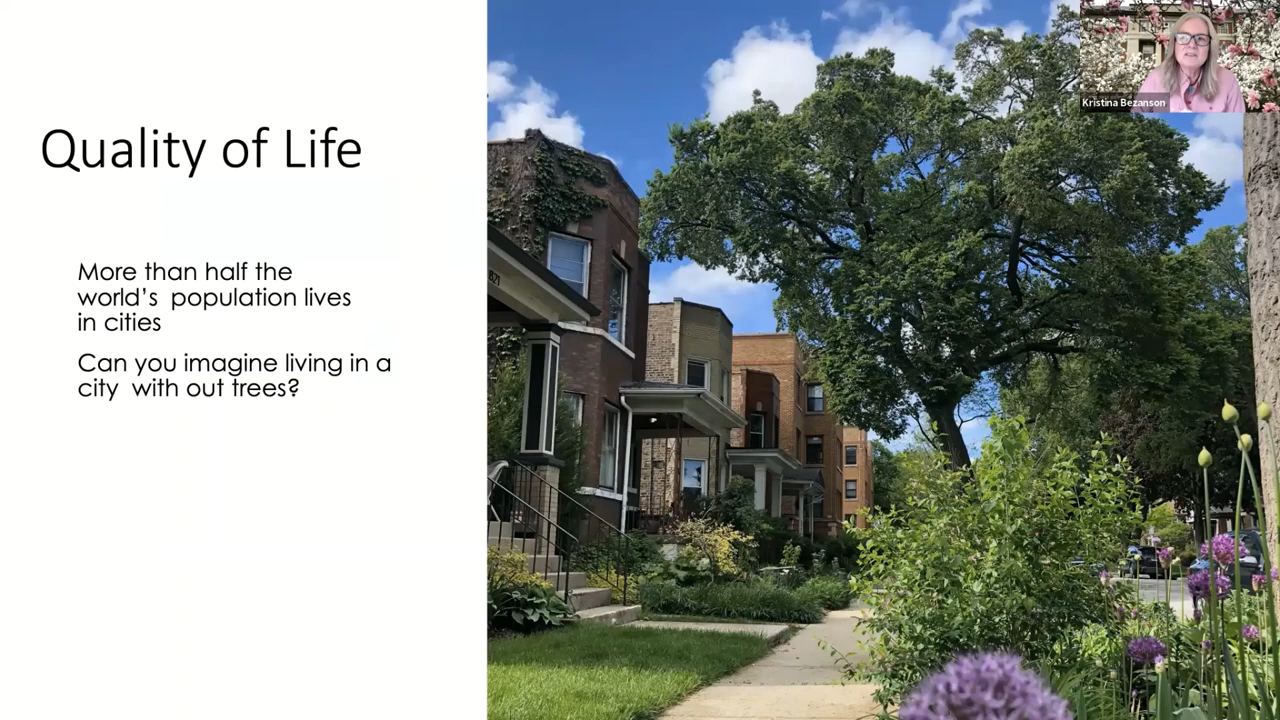 Quality of Life
More than half the
world’s  population lives
in cities
Can you imagine living in a
city  with out trees?
Kristina Bezanson
871